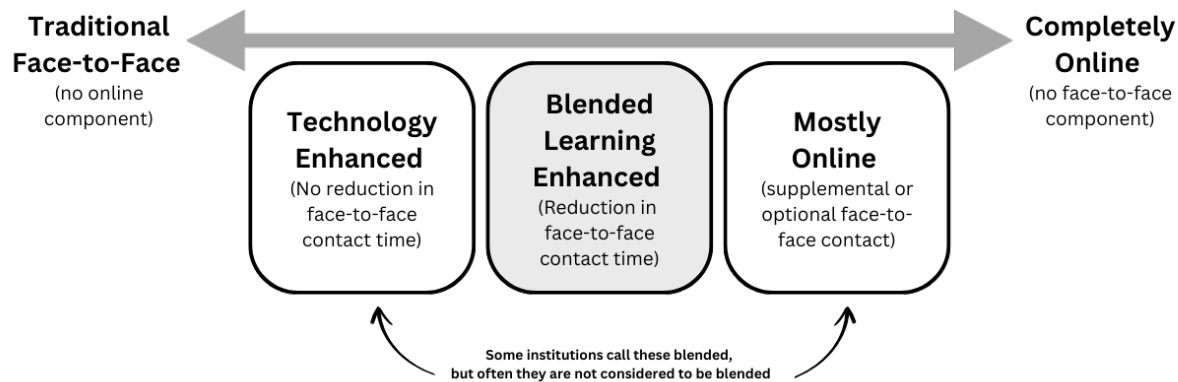 Traditional
Face-to-Face
(no online
component)
Completely
Online
(no face-to-face
component)
Technology
Enhanced
(No reduction in
face-to-face
contact time)
Blended
Learning
Enhanced
(Reduction in
face-to-face
contact time)
Mostly
Online
(supplemental or
optional face-to-
face contact)
Some institutions call these blended,
but often they are not considered to be blended